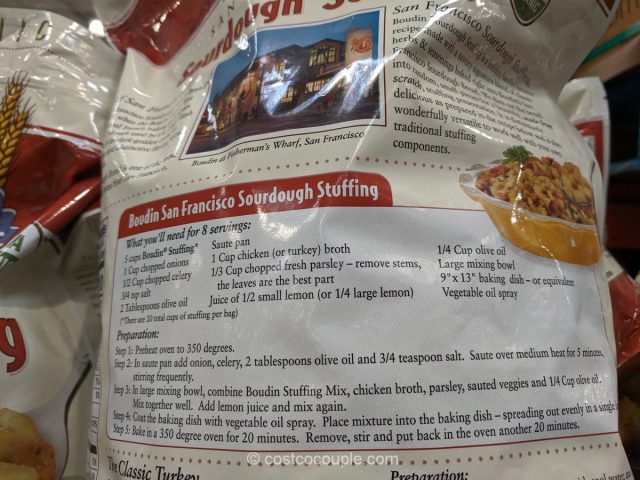 Sourdough
San Francisco Sourdough Stuffing.
Boudin at Fisherman's Wharf, San Francisco
wonderfully versatile to work
traditional stuffing
components.
Boudin San Francisco Sourdough Stuffing
What you'll need for 8 servings:
5 cups Boudin® Stuffing*
1 Cup chopped onions
1/2 Cup chopped celery
3/4 tsp salt
2 Tablespoons olive oil
(*There are 20 total cups of stuffing per bag)
Saute pan
1 Cup chicken (or turkey) broth
1/3 Cup chopped fresh parsley – remove stems,
the leaves are the best part
Juice of 1/2 small lemon (or 1/4 large lemon)
1/4 Cup olive oil
Large mixing bowl
9" x 13" baking dish – or equivalent
Vegetable oil spray
Preparation:
Step 1: Preheat oven to 350 degrees.
Step 2: In saute pan add onion, celery, 2 tablespoons olive oil and 3/4 teaspoon salt. Saute over medium heat for 5 minutes,
stirring frequently.
Step 3: In large mixing bowl, combine Boudin Stuffing Mix, chicken broth, parsley, sauted veggies and 1/4 Cup olive oil.
Mix together well. Add lemon juice and mix again.
Step 4: Coat the baking dish with vegetable oil spray. Place mixture into the baking dish – spreading out evenly in a single
Step 5: Bake in a 350 degree oven for 20 minutes. Remove, stir and put back in the oven another 20 minutes.
The Classic Turkey
Preparation:
© costcocouple.com